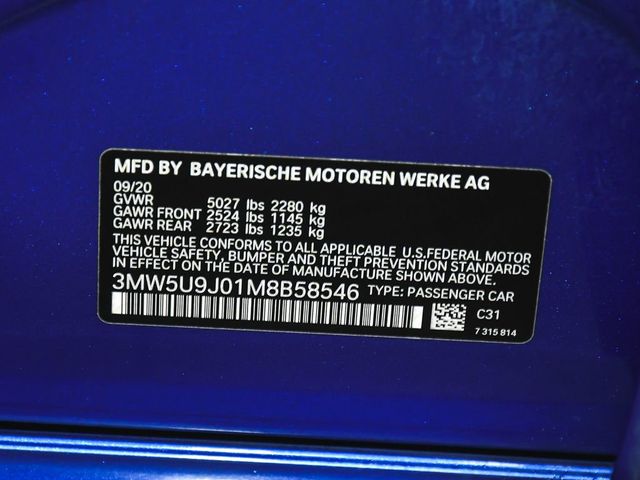 MFD BY BAYERISCHE MOTOREN WERKE AG
09/20
GVWR 5027 lbs 2280 kg
GAWR FRONT 2524 lbs 1145 kg
GAWR REAR 2723 lbs 1235 kg
THIS VEHICLE CONFORMS TO ALL APPLICABLE U.S.FEDERAL MOTOR
VEHICLE SAFETY, BUMPER AND THEFT PREVENTION STANDARDS
IN EFFECT ON THE DATE OF MANUFACTURE SHOWN ABOVE.
3MW5U9J01M8B58546 TYPE: PASSENGER CAR
C31
7 315 814